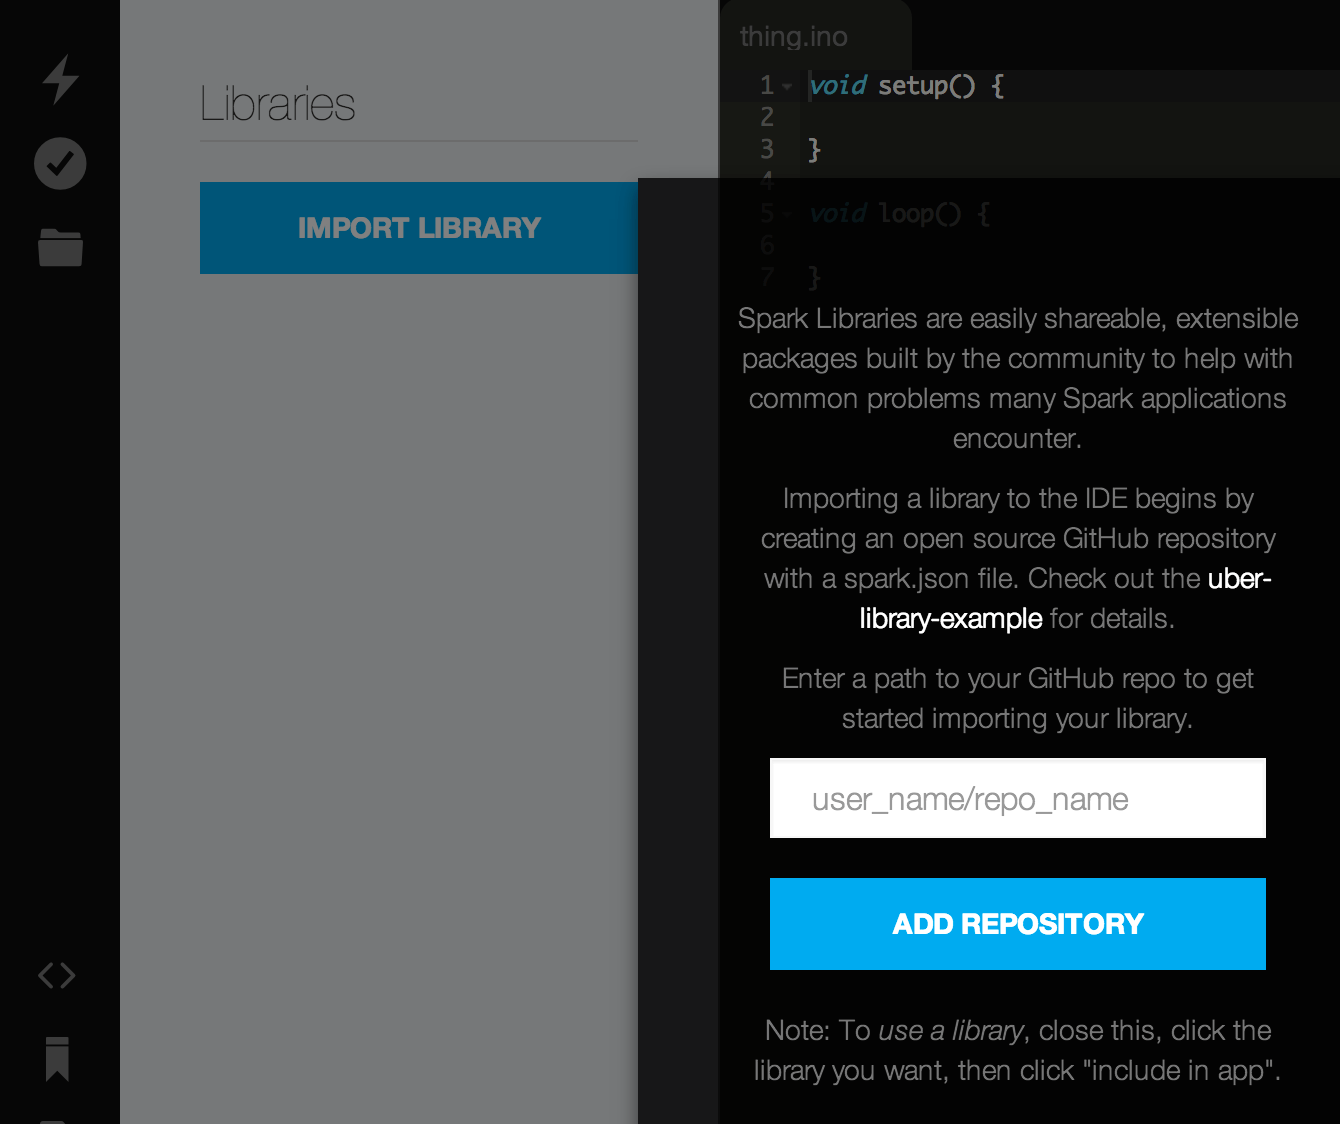 Libraries
IMPORT LIBRARY
thing.ino
1 void setup() {
2
3 }
4
5 void loop() {
6
7 }
Spark Libraries are easily shareable, extensible
packages built by the community to help with
common problems many Spark applications
encounter.
Importing a library to the IDE begins by
creating an open source GitHub repository
with a spark.json file. Check out the uber-
library-example for details.
Enter a path to your GitHub repo to get
started importing your library.
user_name/repo_name
ADD REPOSITORY
Note: To use a library, close this, click the
library you want, then click "include in app".